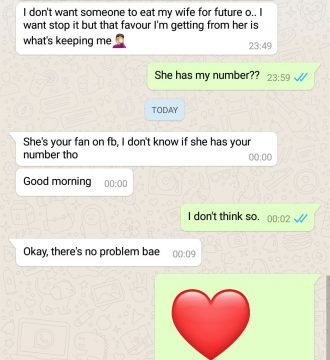 I don't want someone to eat my wife for future o.. I
want stop it but that favour I'm getting from her is
what's keeping me🤦🏻‍♂️
23:49
She has my number?? 23:59
TODAY
She's your fan on fb, I don't know if she has your
number tho
00:00
Good morning 00:00
I don't think so. 00:02
Okay, there's no problem bae 00:09